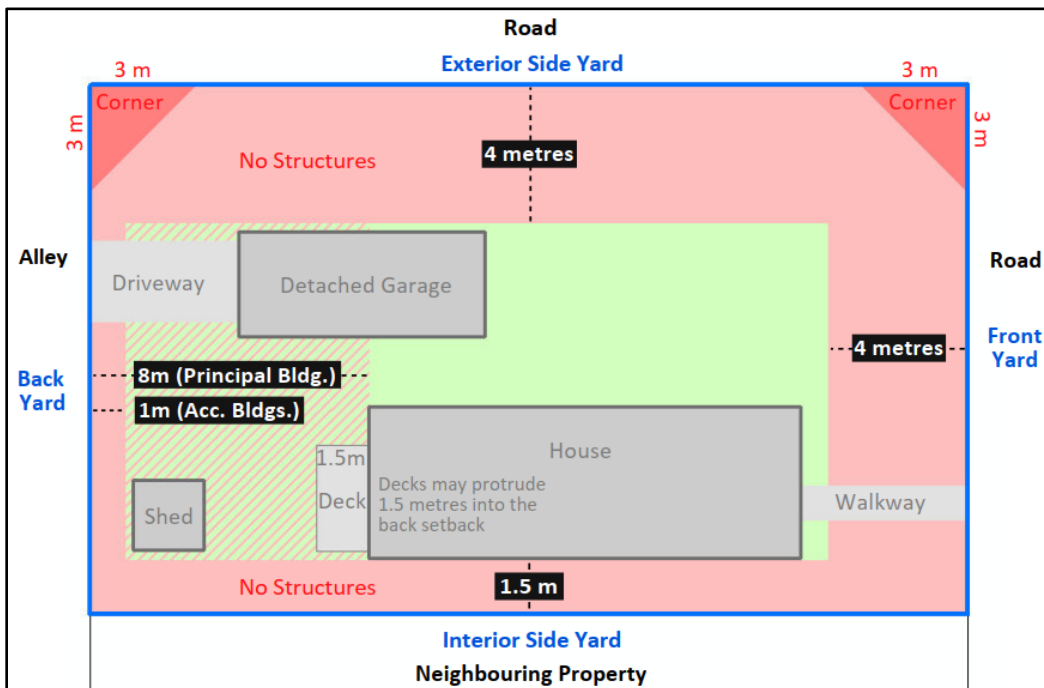 Road
Exterior Side Yard
3 m
3 m
Corner
Corner
3 m
3 m
4 metres
No Structures
Alley
Road
Driveway
Detached Garage
Front
Yard
4 metres
8m (Principal Bldg.)
Back
Yard
1m (Acc. Bldgs.)
House
1.5m
Decks may protrude
1.5 metres into the
back setback
Deck
Shed
Walkway
No Structures
1.5 m
Interior Side Yard
Neighbouring Property